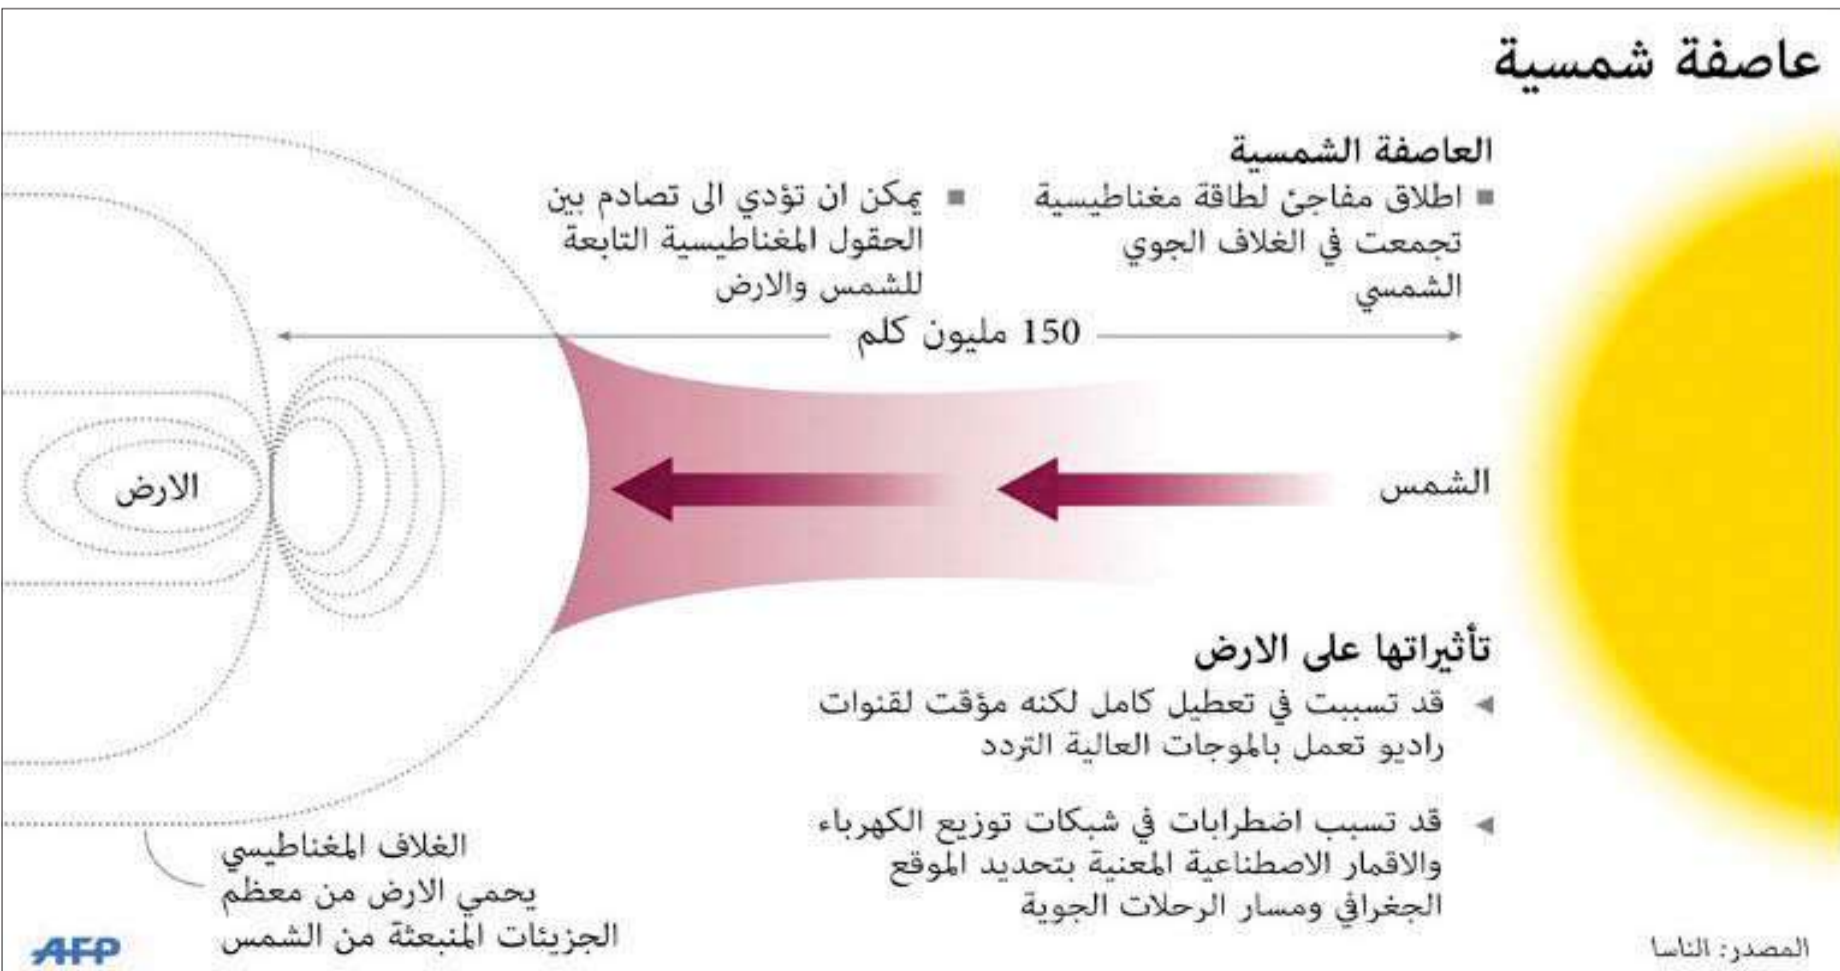 عاصفة شمسية
العاصفة الشمسية
اطلاق مفاجئ لطاقة مغناطيسية
تجمعت في الغلاف الجوي
الشمسي
يمكن ان تؤدي الى تصادم بين
الحقول المغناطيسية التابعة
للشمس والارض
150 مليون كلم
الشمس
الارض
تأثيراتها على الارض
قد تسببت في تعطيل كامل لكنه مؤقت لقنوات
راديو تعمل بالموجات العالية التردد
قد تسبب اضطرابات في شبكات توزيع الكهرباء
والاقمار الاصطناعية المعنية بتحديد الموقع
الجغرافي ومسار الرحلات الجوية
الغلاف المغناطيسي
يحمي الارض من معظم
الجزيئات المنبعثة من الشمس
المصدر: الناسا
AFP